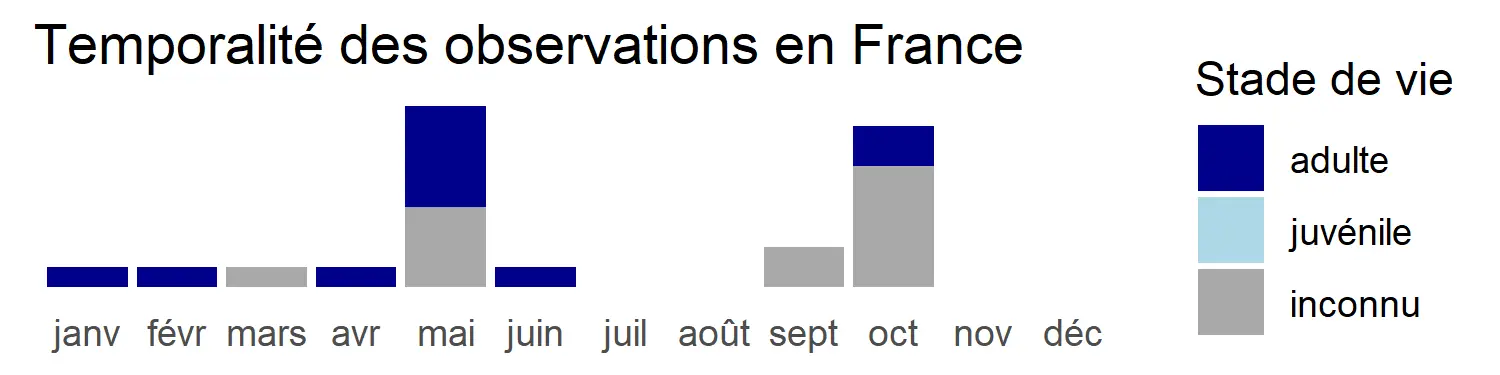 Temporalité des observations en France
Stade de vie
adulte
juvénile
inconnu
janv févr mars avr mai juin juil août sept oct nov déc